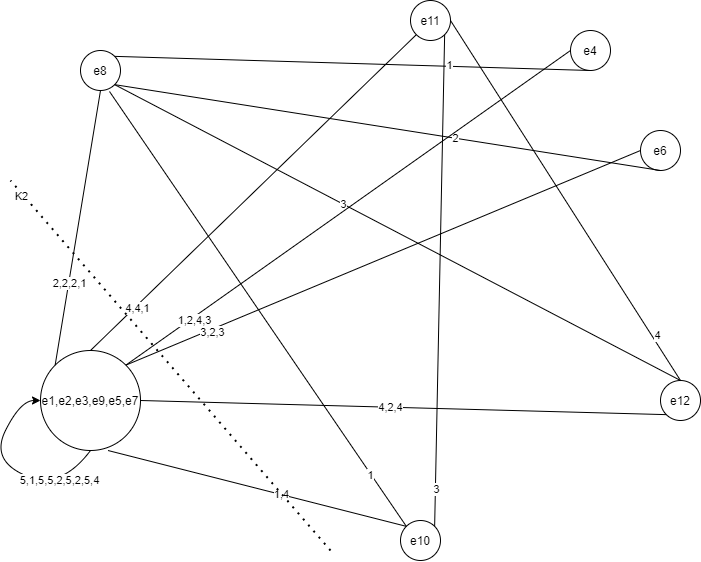 e11
e4
e8
1
2
e6
K2
3
2,2,2,1
4,4,1
1,2,4,3
3,2,3
4
e1,e2,e3,e9,e5,e7
4,2,4
e12
5,1,5,5,2,5,2,5,4
1
3
1,4
e10